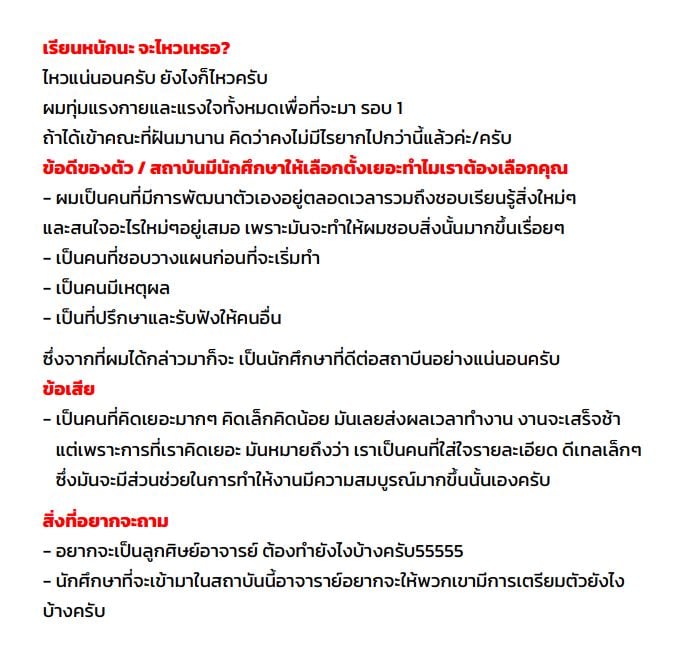 เรียนหนักนะ จะไหวเหรอ?
ไหวแน่นอนครับ ยังไงก็ไหวครับ
ผมทุ่มแรงกายและแรงใจทั้งหมดเพื่อที่จะมา รอบ 1
ถ้าได้เข้าคณะที่ฝันมานาน คิดว่าคงไม่มีไรยากไปกว่านี้แล้วค่ะ/ครับ
ข้อดีของตัว / สถาบันมีนักศึกษาให้เลือกตั้งเยอะทำไมเราต้องเลือกคุณ
- ผมเป็นคนที่มีการพัฒนาตัวเองอยู่ตลอดเวลารวมถึงชอบเรียนรู้สิ่งใหม่ๆ
และสนใจอะไรใหม่ๆอยู่เสมอ เพราะมันจะทำให้ผมชอบสิ่งนั้นมากขึ้นเรื่อยๆ
- เป็นคนที่ชอบวางแผนก่อนที่จะเริ่มทำ
- เป็นคนมีเหตุผล
- เป็นที่ปรึกษาและรับฟังให้คนอื่น
ซึ่งจากที่ผมได้กล่าวมาก็จะ เป็นนักศึกษาที่ดีต่อสถาบีนอย่างแน่นอนครับ
ข้อเสีย
- เป็นคนที่คิดเยอะมากๆ คิดเล็กคิดน้อย มันเลยส่งผลเวลาทำงาน งานจะเสร็จช้า
แต่เพราะการที่เราคิดเยอะ มันหมายถึงว่า เราเป็นคนที่ใส่ใจรายละเอียด ดีเทลเล็กๆ
ซึ่งมันจะมีส่วนช่วยในการทำให้งานมีความสมบูรณ์มากขึ้นนั้นเองครับ
สิ่งที่อยากจะถาม
- อยากจะเป็นลูกศิษย์อาจารย์ ต้องทำยังไงบ้างครับ55555
- นักศึกษาที่จะเข้ามาในสถาบันนี้อาจาราย์อยากจะให้พวกเขามีการเตรียมตัวยังไง
บ้างครับ